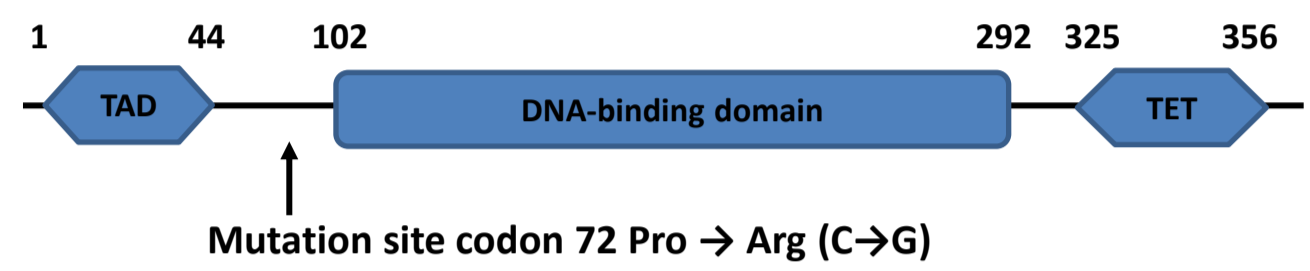 1 44 102 292 325 356
TAD DNA-binding domain TET
Mutation site codon 72 Pro → Arg (C→G)